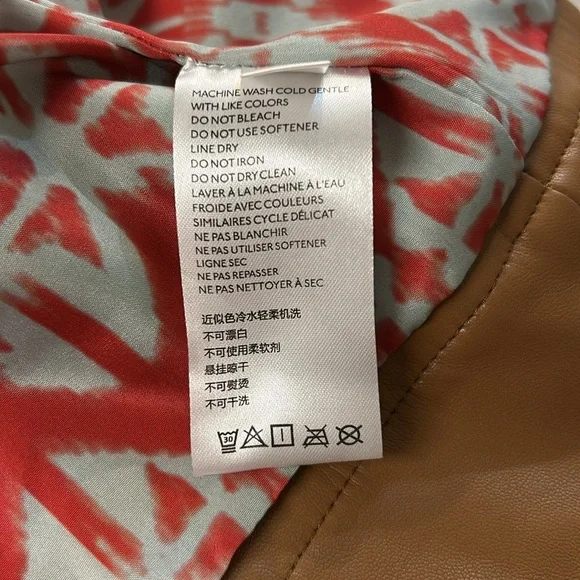 MACHINE WASH COLD GENTLE
WITH LIKE COLORS
DO NOT BLEACH
DO NOT USE SOFTENER
LINE DRY
DO NOT IRON
DO NOT DRY CLEAN
LAVER À LA MACHINE À L'EAU
FROIDE AVEC COULEURS
SIMILAIRES CYCLE DÉLICAT
NE PAS BLANCHIR
NE PAS UTILISER SOFTENER
LIGNE SEC
NE PAS REPASSER
NE PAS NETTOYER À SEC
近似色冷水轻柔机洗
不可漂白
不可使用柔软剂
悬挂晾干
不可熨烫
不可干洗
30